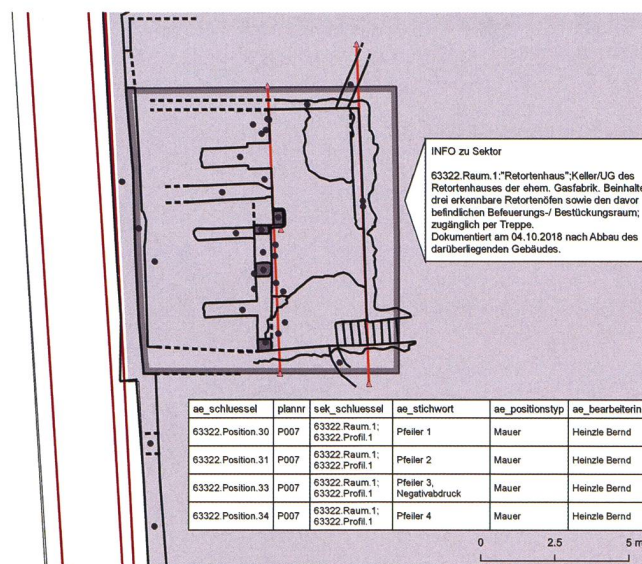 INFO zu Sektor
63322.Raum.1:"Retortenhaus";Keller/UG des
Retortenhauses der ehem. Gasfabrik. Beinhalte
drei erkennbare Retortenöfen sowie den davor
befindlichen Befeuerungs-/ Bestückungsraum;
zugänglich per Treppe.
Dokumentiert am 04.10.2018 nach Abbau des
darüberliegenden Gebäudes.
ae_schluessel plannr sek_schluessel ae_stichwort ae_positionstyp ae_bearbeiterin
63322.Position.30 P007 63322.Raum.1; 63322.Profil.1 Pfeiler 1 Mauer Heinzle Bernd
63322.Position.31 P007 63322.Raum.1; 63322.Profil.1 Pfeiler 2 Mauer Heinzle Bernd
63322.Position.33 P007 63322.Raum.1; 63322.Profil.1 Pfeiler 3, Negativabdruck Mauer Heinzle Bernd
63322.Position.34 P007 63322.Raum.1; 63322.Profil.1 Pfeiler 4 Mauer Heinzle Bernd
0 2.5 5 m